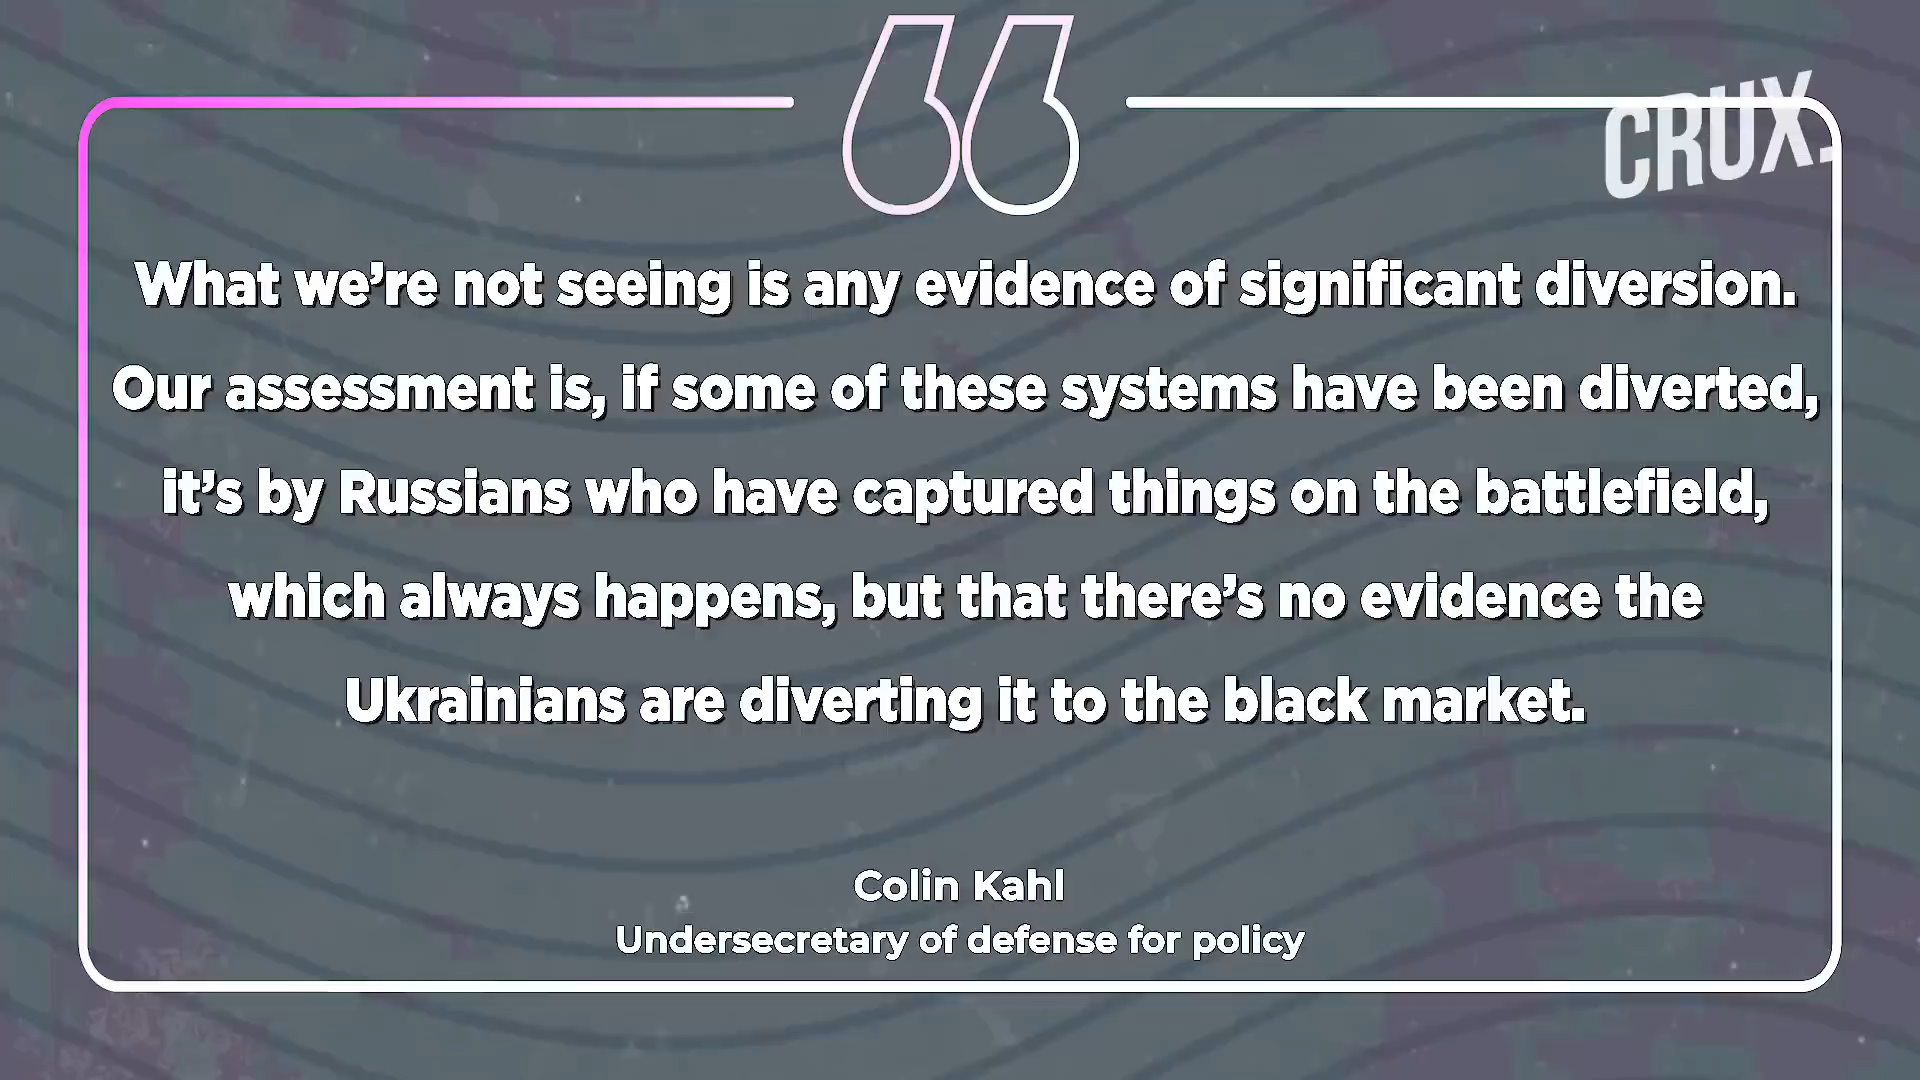 CRUX.
What we’re not seeing is any evidence of significant diversion.
Our assessment is, if some of these systems have been diverted,
it’s by Russians who have captured things on the battlefield,
which always happens, but that there’s no evidence the
Ukrainians are diverting it to the black market.
Colin Kahl
Undersecretary of defense for policy